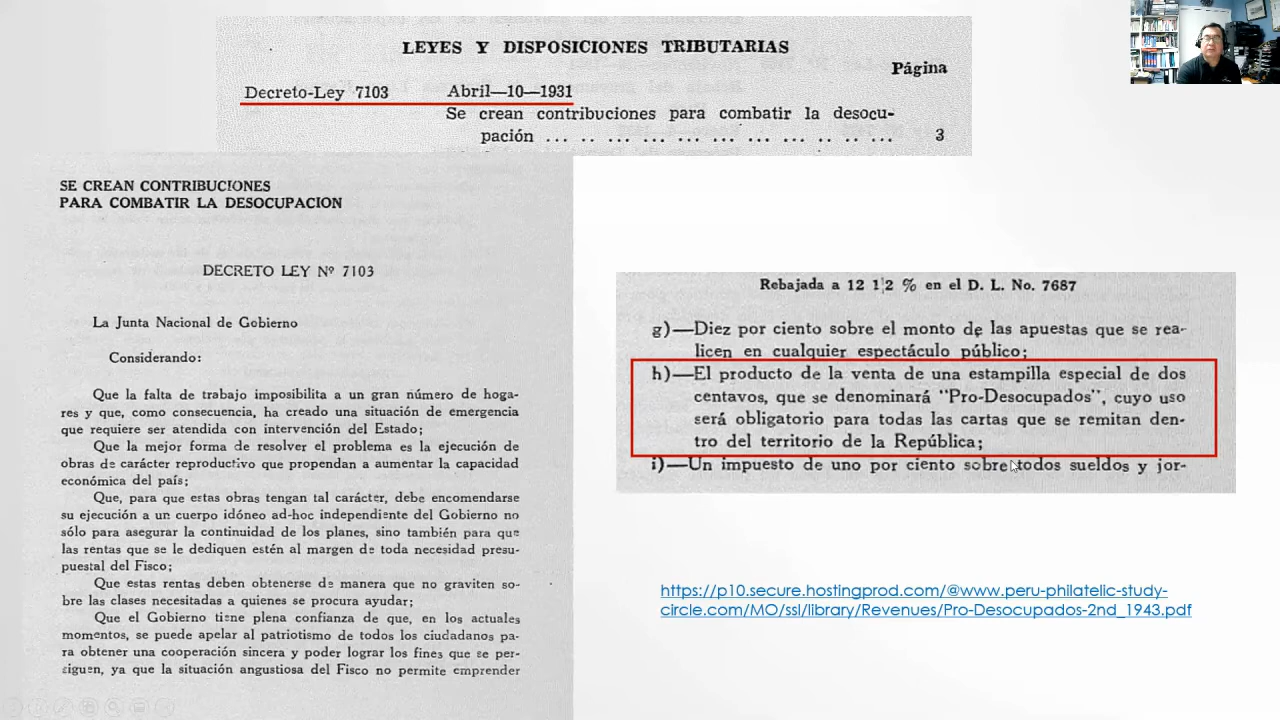 LEYES Y DISPOSICIONES TRIBUTARIAS
Página
Decreto-Ley 7103 Abril—10—1931
Se crean contribuciones para combatir la desocu-
pación ... .. ... ... ... ... ... ... .. .. ... 3
SE CREAN CONTRIBUCIONES
PARA COMBATIR LA DESOCUPACION
DECRETO LEY Nº 7103
La Junta Nacional de Gobierno
Considerando:
Que la falta de trabajo imposibilita a un gran número de hoga-
res y que, como consecuencia, ha creado una situación de emergencia
que requiere ser atendida con intervención del Estado;
Que la mejor forma de resolver el problema es la ejecución de
obras de carácter reproductivo que propendan a aumentar la capacidad
económica del país;
Que, para que estas obras tengan tal carácter, debe encomendarse
su ejecución a un cuerpo idóneo ad-hoc independiente del Gobierno no
sólo para asegurar la continuidad de los planes, sino también para que
las rentas que se le dediquen estén al margen de toda necesidad presu-
puestal del Fisco;
Que estas rentas deben obtenerse de manera que no graviten so-
bre las clases necesitadas a quienes se procura ayudar;
Que el Gobierno tiene plena confianza de que, en los actuales
momentos, se puede apelar al patriotismo de todos los ciudadanos pa-
ra obtener una cooperación sincera y poder lograr los fines que se per-
siguen, ya que la situación angustiosa del Fisco no permite emprender
Rebajada a 12 1|2 % en el D. L. No. 7687
g)—Diez por ciento sobre el monto de las apuestas que se rea-
licen en cualquier espectáculo público;
h)—El producto de la venta de una estampilla especial de dos
centavos, que se denominará "Pro-Desocupados", cuyo uso
será obligatorio para todas las cartas que se remitan den-
tro del territorio de la República;
i)—Un impuesto de uno por ciento sobre todos sueldos y jor-
https://p10.secure.hostingprod.com/@www.peru-philatelic-study-
circle.com/MO/ssl/library/Revenues/Pro-Desocupados-2nd_1943.pdf